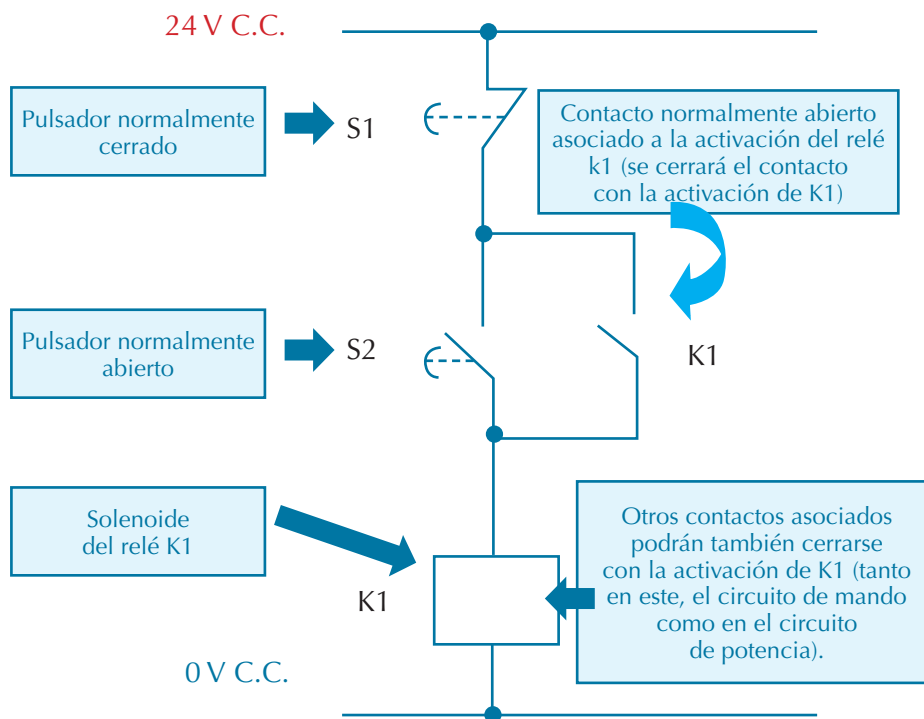 24 V C.C.
Pulsador normalmente
cerrado
S1
Contacto normalmente abierto
asociado a la activación del relé
k1 (se cerrará el contacto
con la activación de K1)
Pulsador normalmente
abierto
S2
K1
Solenoide
del relé K1
K1
Otros contactos asociados
podrán también cerrarse
con la activación de K1 (tanto
en este, el circuito de mando
como en el circuito
de potencia).
0 V C.C.